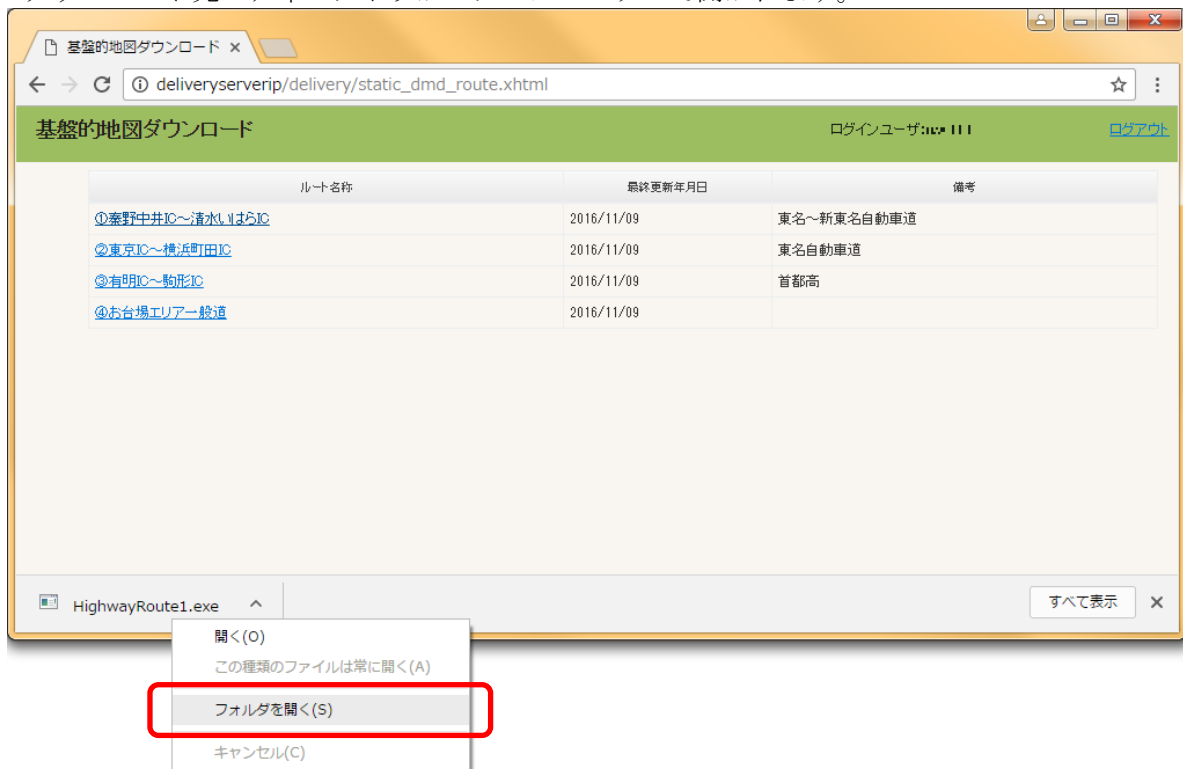 基盤的地図ダウンロード ×
deliveryserverip/delivery/static_dmd_route.xhtml
基盤的地図ダウンロード ログインユーザ: ログアウト
ルート名称 最終更新年月日 備考
①秦野中井IC～清水いはらIC 2016/11/09 東名～新東名自動車道
②東京IC～横浜町田IC 2016/11/09 東名自動車道
③有明IC～駒形IC 2016/11/09 首都高
④お台場エリア一般道 2016/11/09
HighwayRoute1.exe すべて表示 ×
開く(O)
この種類のファイルは常に開く(A)
フォルダを開く(S)
キャンセル(C)